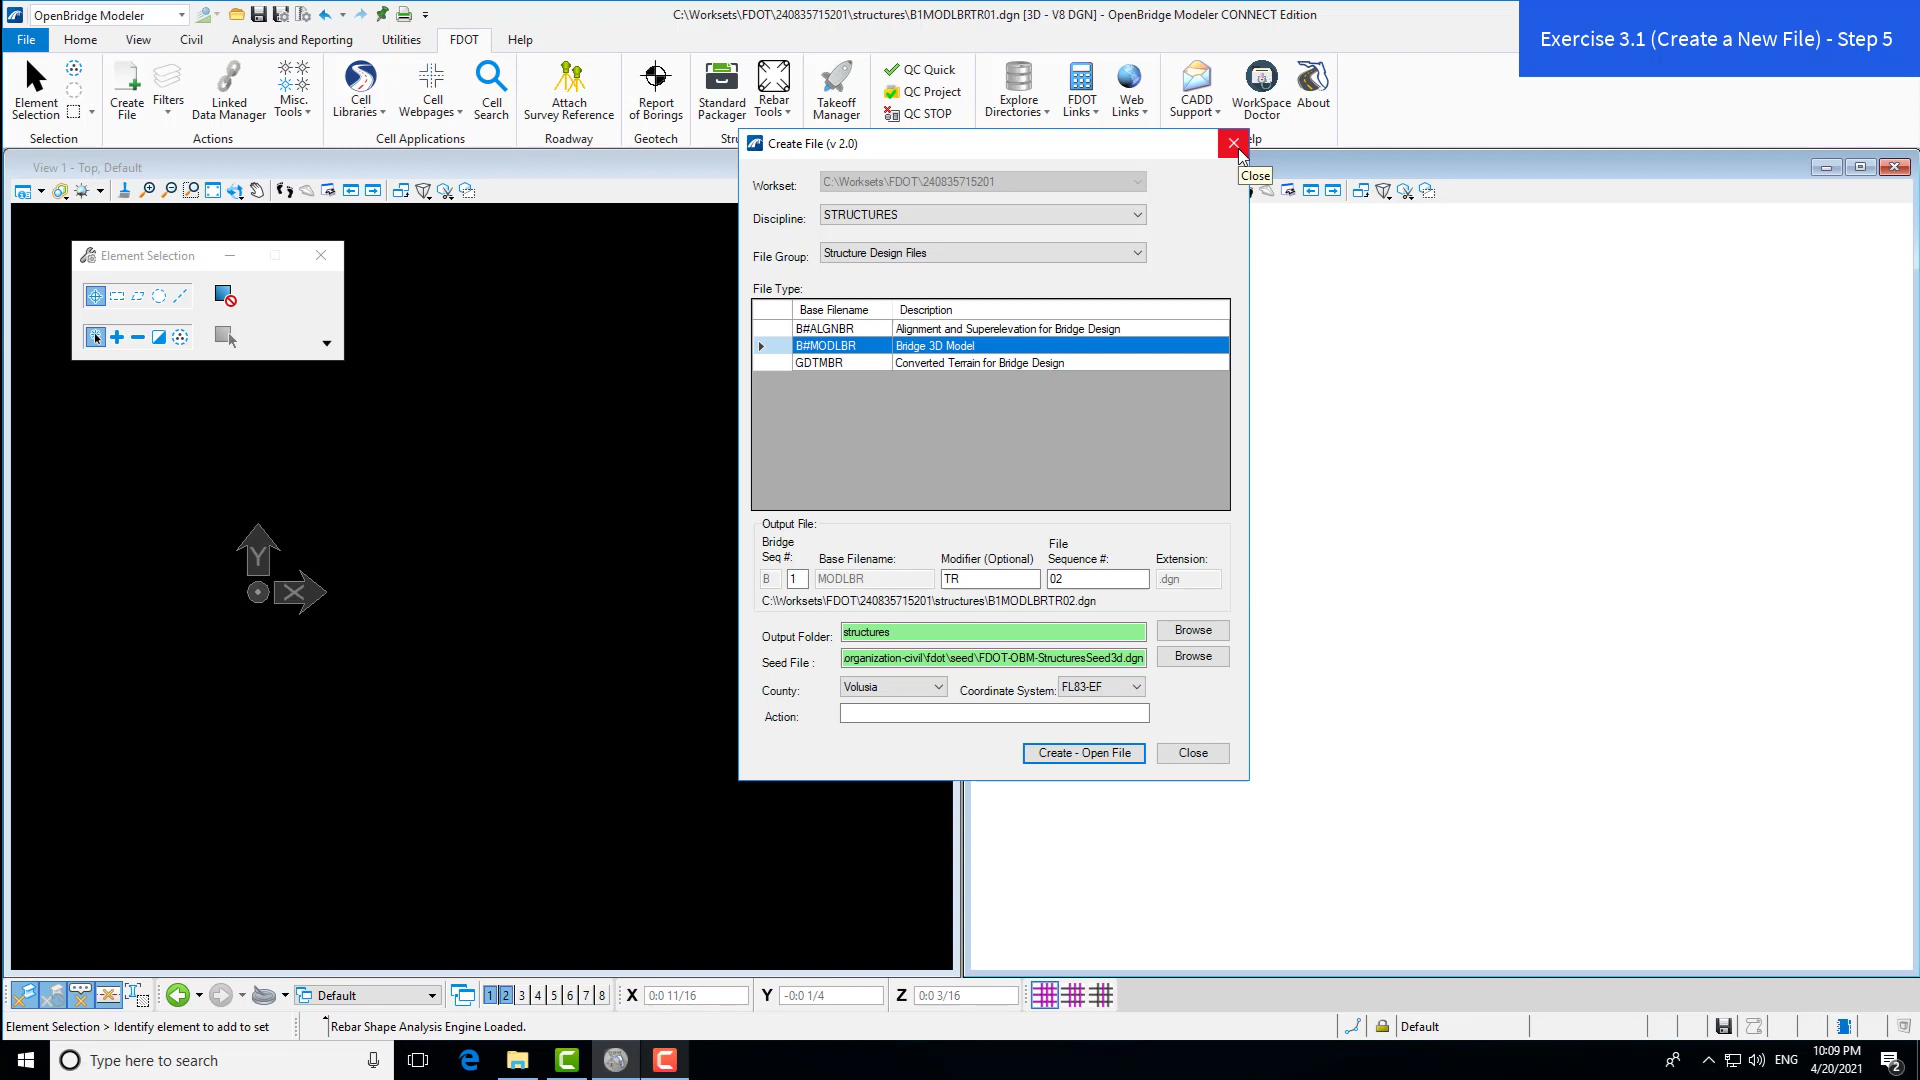 OpenBridge Modeler
C:\Worksets\FDOT\240835715201\structures\B1MODLBRTR01.dgn [3D - V8 DGN] - OpenBridge Modeler CONNECT Edition
Exercise 3.1 (Create a New File) - Step 5
File Home View Civil Analysis and Reporting Utilities FDOT Help
Element Selection
Create File
Filters
Linked Data Manager
Misc. Tools
Cell Libraries
Cell Webpages
Cell Search
Attach Survey Reference
Report of Borings
Standard Packager
Rebar Tools
Takeoff Manager
QC Quick
QC Project
QC STOP
Explore Directories
FDOT Links
Web Links
CADD Support
WorkSpace Doctor
About
Selection Actions Cell Applications Roadway Geotech Stru elp
View 1 - Top, Default
Element Selection
Create File (v 2.0)
Close
Workset: C:\Worksets\FDOT\240835715201
Discipline: STRUCTURES
File Group: Structure Design Files
File Type:
Base Filename Description
B#ALGNBR Alignment and Superelevation for Bridge Design
B#MODLBR Bridge 3D Model
GDTMBR Converted Terrain for Bridge Design
Output File:
Bridge Seq #: Base Filename: Modifier (Optional) File Sequence #: Extension:
B 1 MODLBR TR 02 .dgn
C:\Worksets\FDOT\240835715201\structures\B1MODLBRTR02.dgn
Output Folder: structures Browse
Seed File : organization-civil\fdot\seed\FDOT-OBM-StructuresSeed3d.dgn Browse
County: Volusia Coordinate System: FL83-EF
Action:
Create - Open File Close
Y
X
Default 1 2 3 4 5 6 7 8 X 0:0 11/16 Y -0:0 1/4 Z 0:0 3/16
Element Selection > Identify element to add to set Rebar Shape Analysis Engine Loaded. Default
Type here to search
ENG
10:09 PM
4/20/2021
2